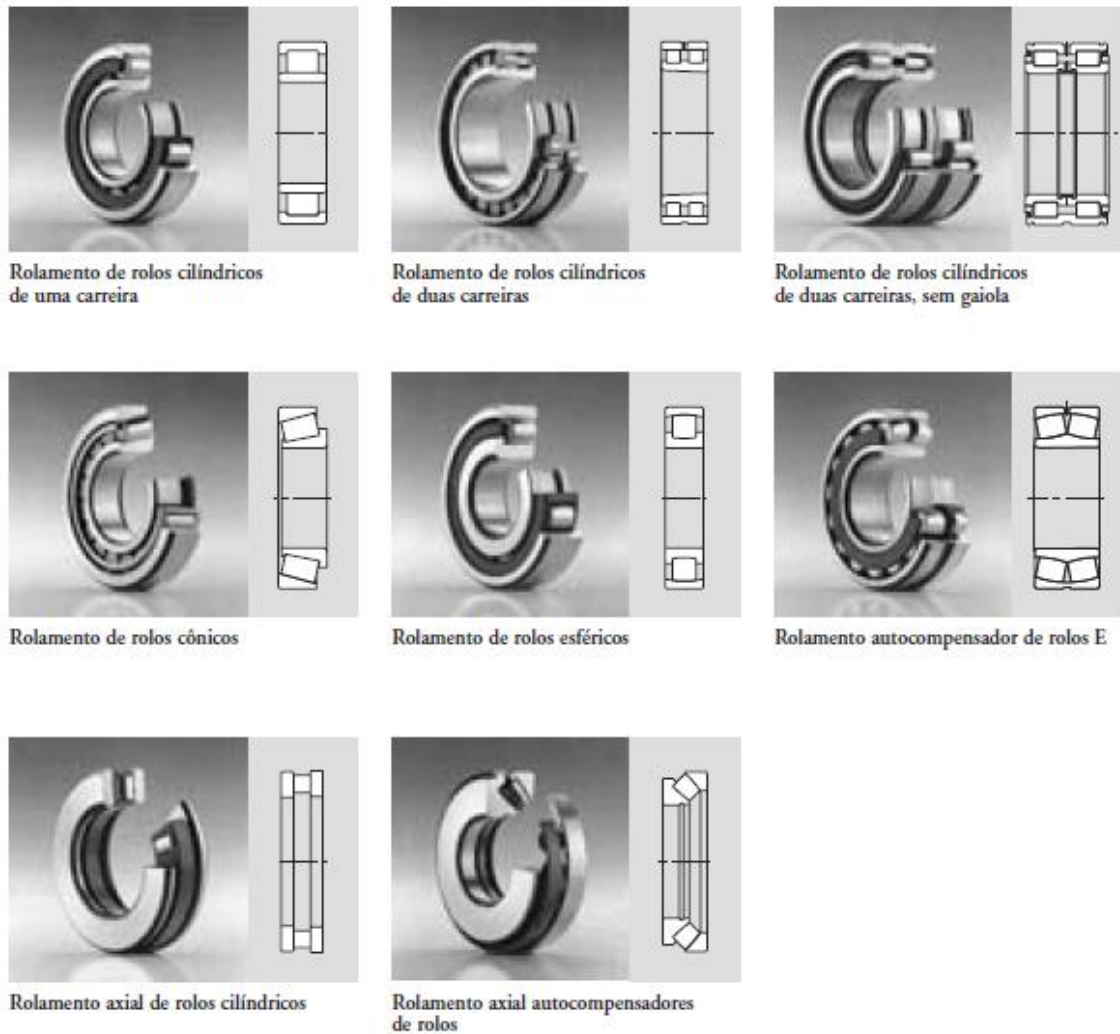 Rolamento de rolos cilíndricos
de uma carreira
Rolamento de rolos cilíndricos
de duas carreiras
Rolamento de rolos cilíndricos
de duas carreiras, sem gaiola
Rolamento de rolos cônicos
Rolamento de rolos esféricos
Rolamento autocompensador de rolos E
Rolamento axial de rolos cilíndricos
Rolamento axial autocompensadores
de rolos